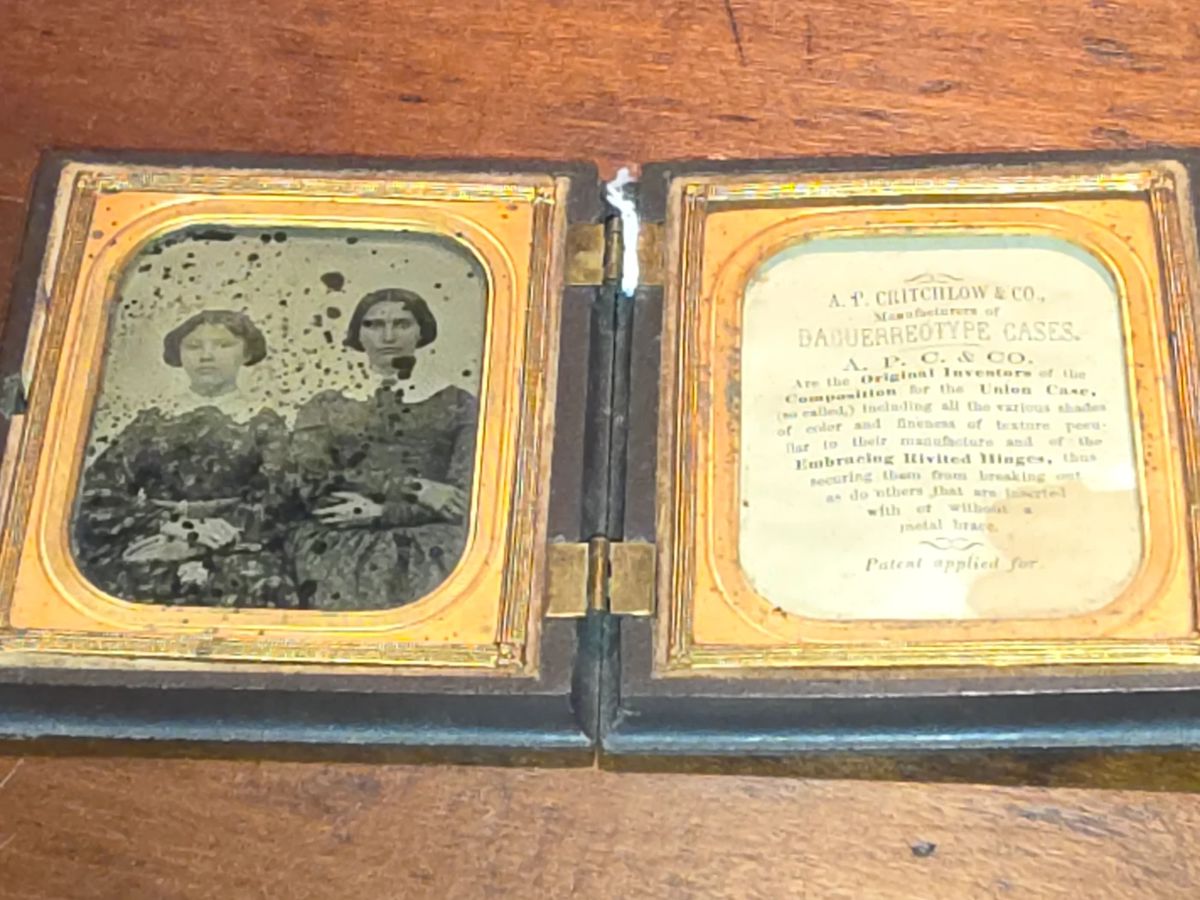 A. P. CRITCHLOW & CO.,
Manufacturers of
DAGUERREOTYPE CASES.
A. P. C. & CO.
Are the Original Inventors of the
Composition for the Union Case,
(so called,) including all the various shades
of color and fineness of texture pecu-
liar to their manufacture and of the
Embracing Rivited Hinges, thus
securing them from breaking out
as do others that are inserted
with or without a
metal brace.
Patent applied for.